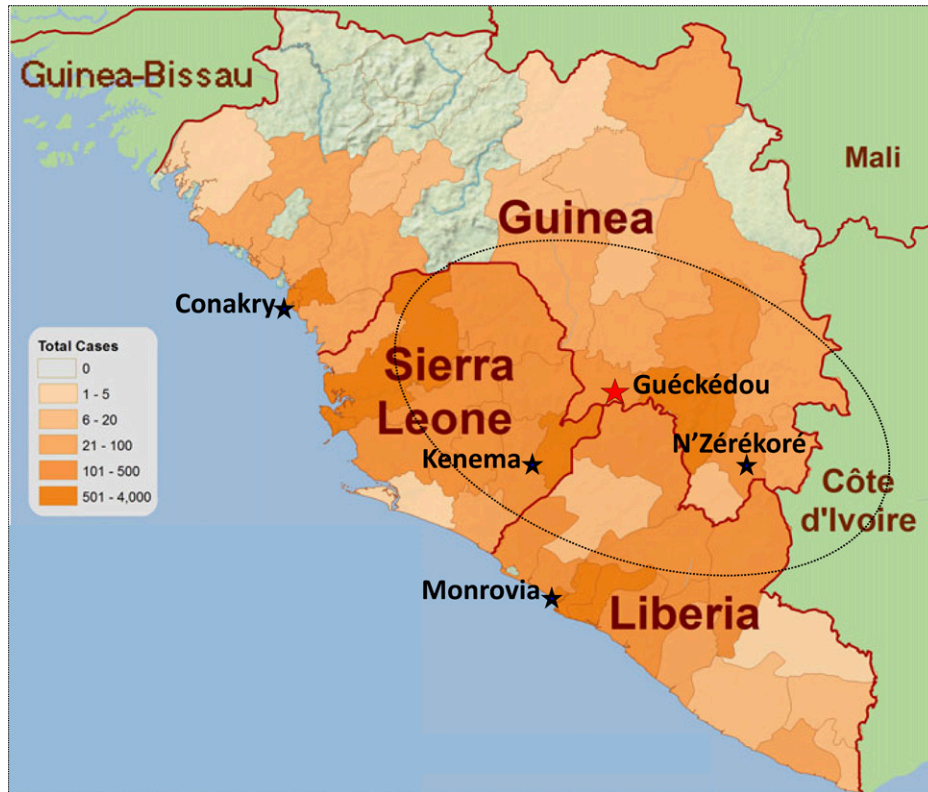 Guinea-Bissau
Mali
Guinea
Conakry
Total Cases
0
1 - 5
6 - 20
21 - 100
101 - 500
501 - 4,000
Sierra
Leone
Guéckédou
Kenema
N'Zérékoré
Côte
d'Ivoire
Monrovia
Liberia